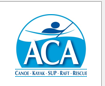 ACA
CANOE · KAYAK · SUP · RAFT · RESCUE